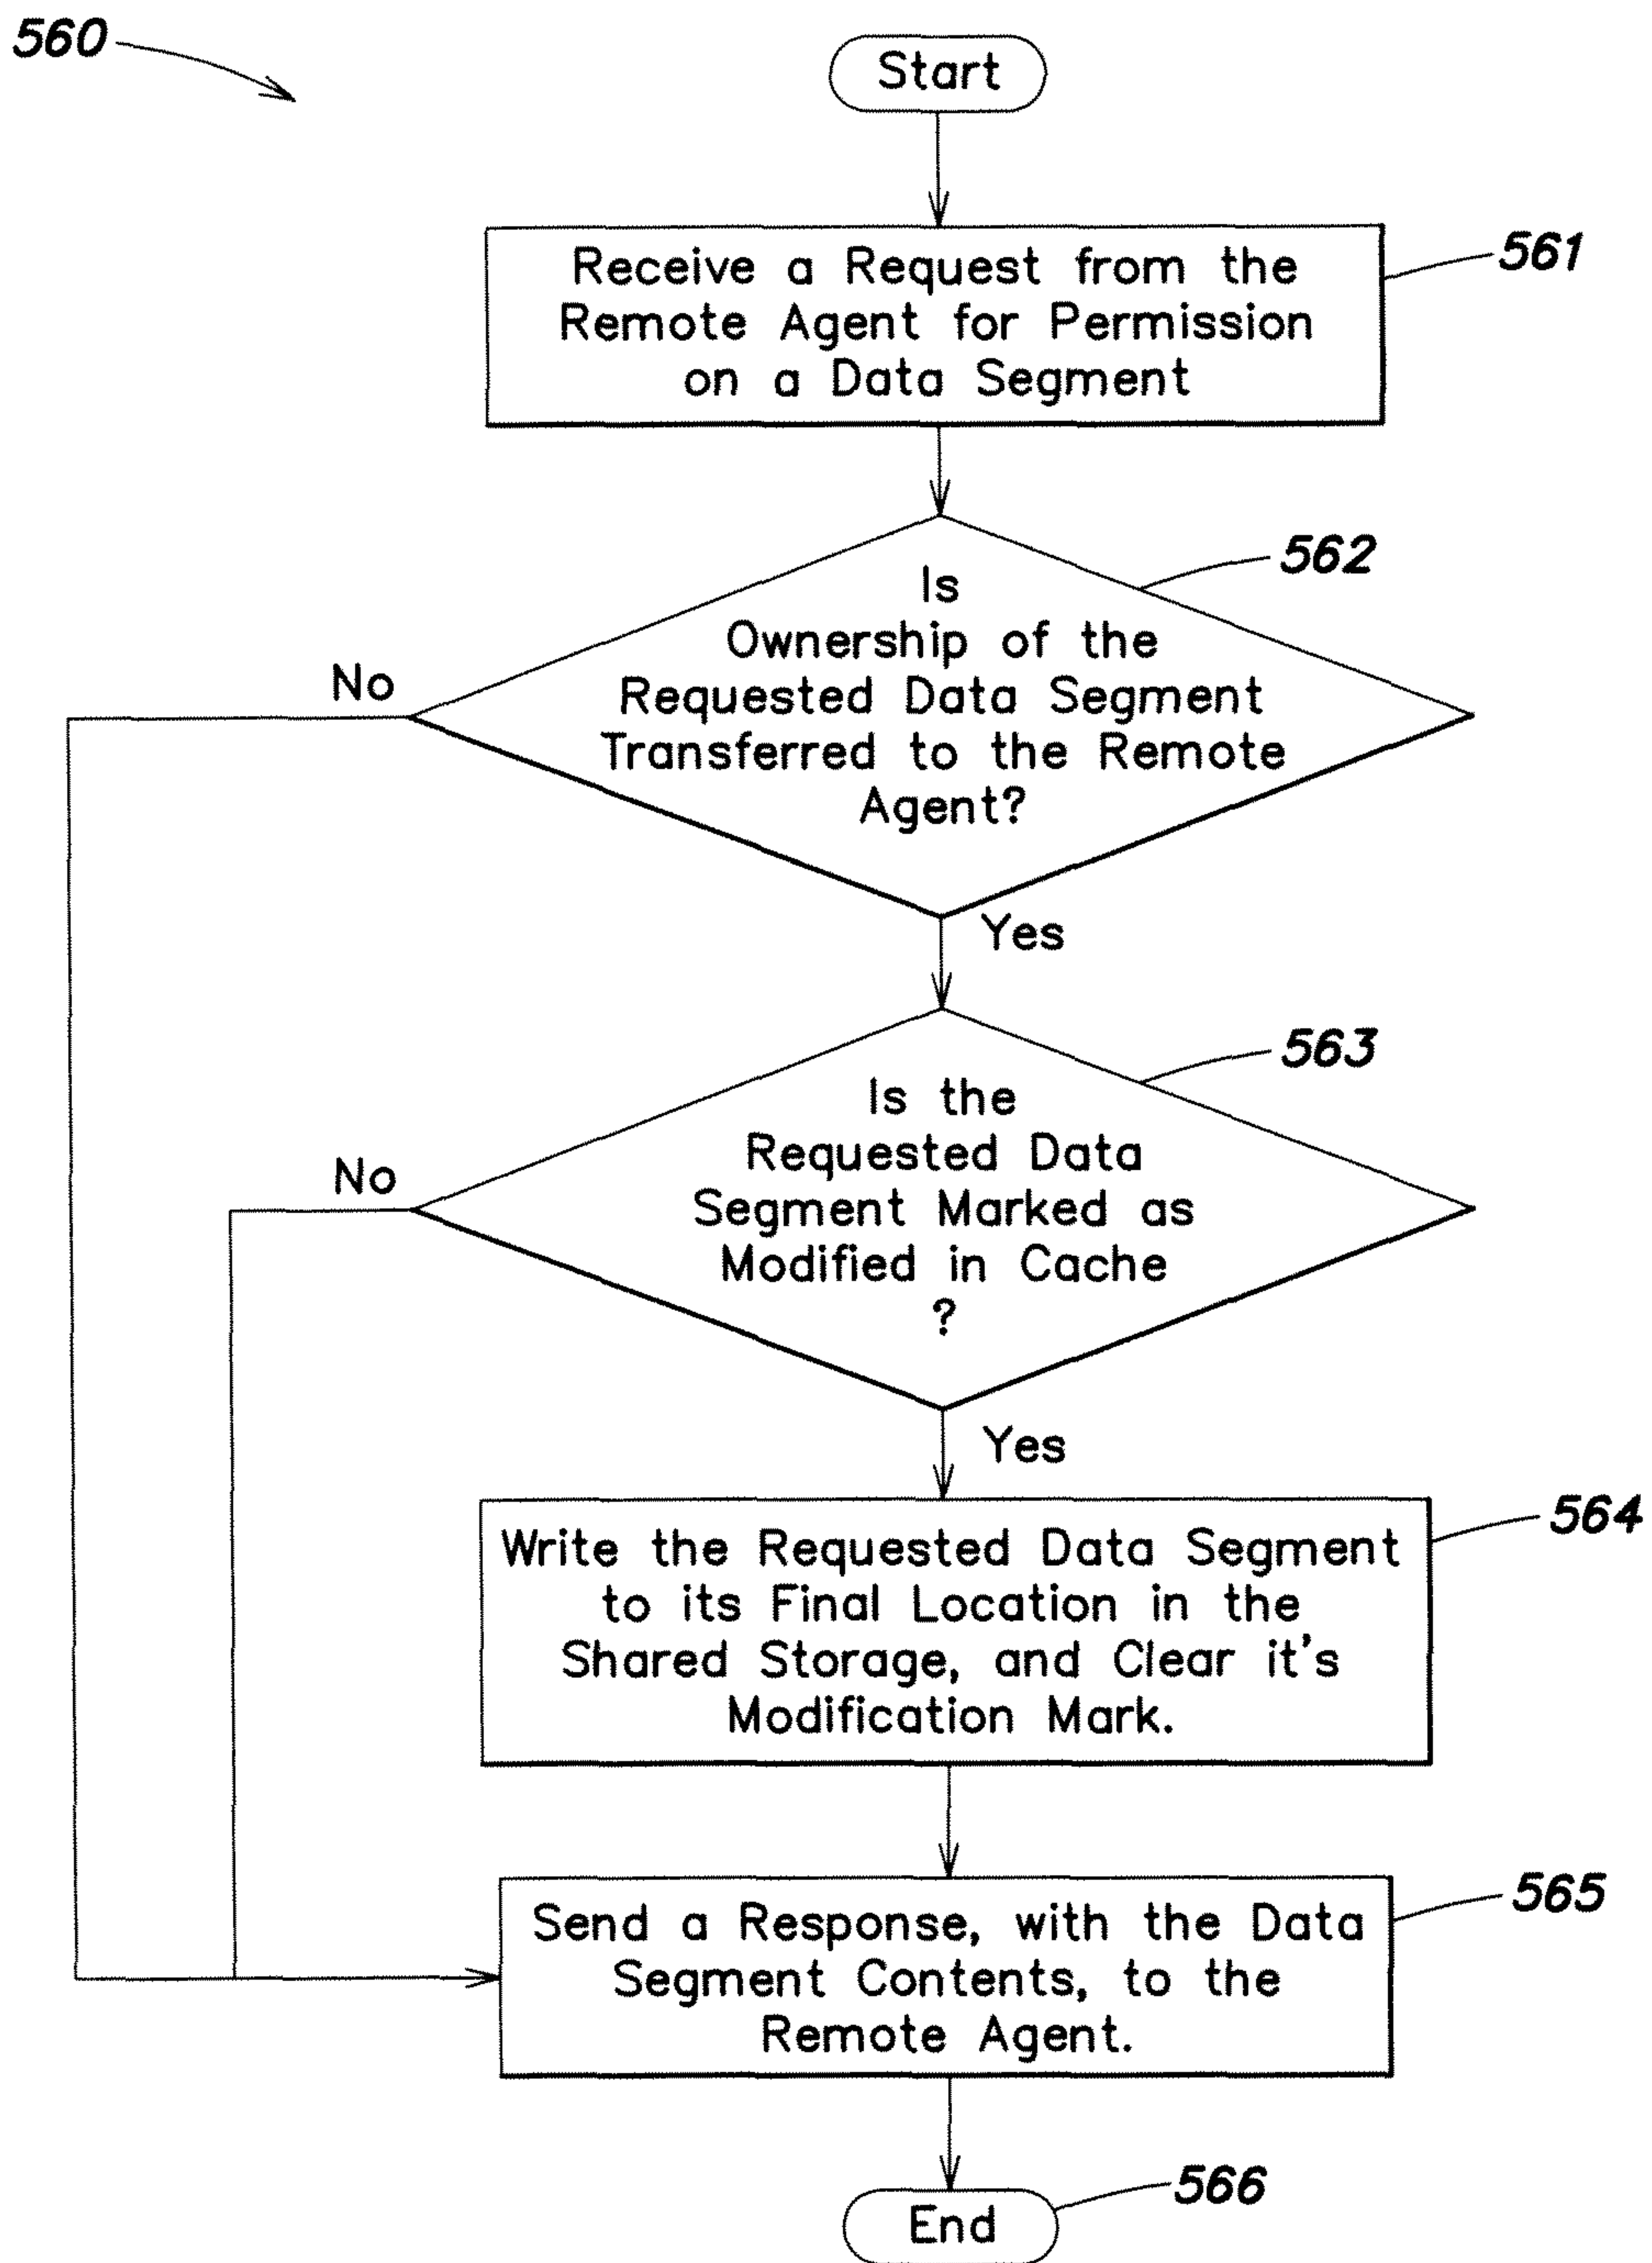 560
Start
Receive a Request from the
Remote Agent for Permission
on a Data Segment
561
562
Is
Ownership of the
Requested Data Segment
Transferred to the Remote
Agent?
No
Yes
563
Is the
Requested Data
Segment Marked as
Modified in Cache
?
No
Yes
564
Write the Requested Data Segment
to its Final Location in the
Shared Storage, and Clear it's
Modification Mark.
565
Send a Response, with the Data
Segment Contents, to the
Remote Agent.
566
End